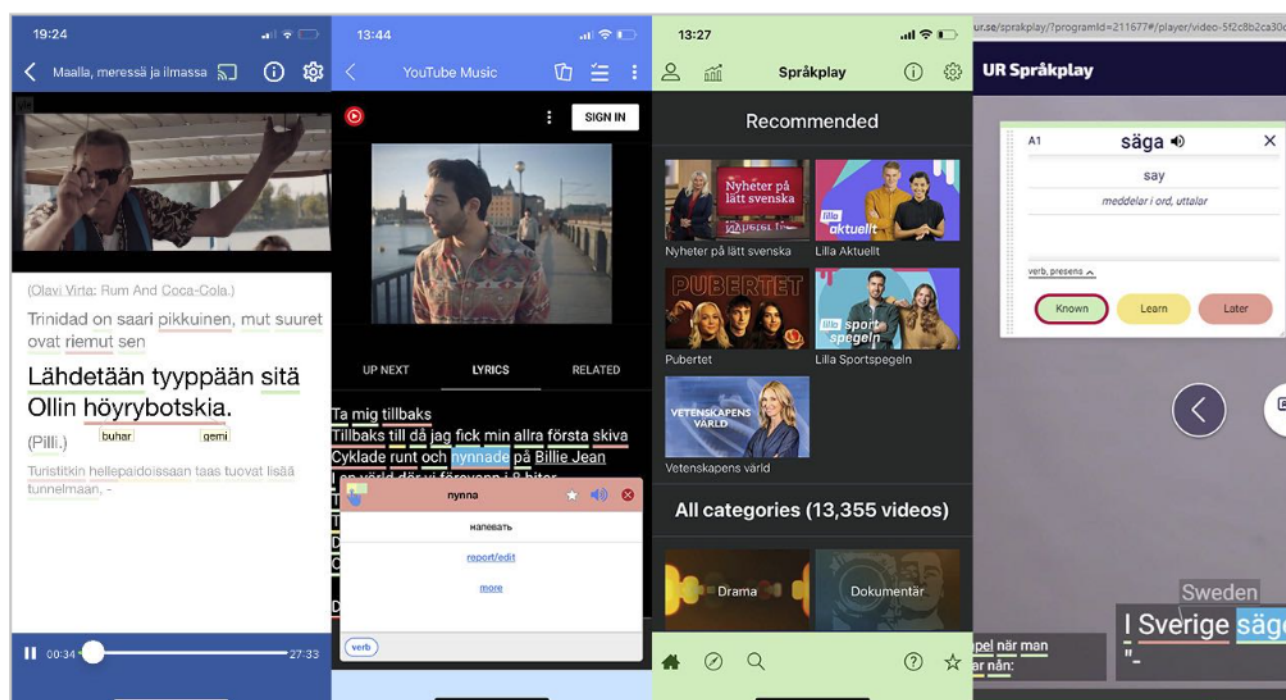 19:24
Maalla, meressä ja ilmassa
(Olavi Virta: Rum And Coca-Cola.)
Trinidad on saari pikkuinen, mut suuret
ovat riemut sen
Lähdetään tyyppään sitä
Ollin höyrybotskia.
buhar
gemi
(Pilli.)
Turistitkin hellepaidoissaan taas tuovat lisää
tunnelmaan, -
00:34
27:33
13:44
YouTube Music
SIGN IN
UP NEXT
LYRICS
RELATED
Ta mig tillbaks
Tillbaks till då jag fick min allra första skiva
Cyklade runt och nynnade på Billie Jean
nynna
напевать
report/edit
more
verb
13:27
Språkplay
Recommended
Nyheter på
lätt svenska
lilla
aktuellt
Nyheter på lätt svenska
Lilla Aktuellt
PUBERTET
lilla sport
spegeln
Pubertet
Lilla Sportspegeln
VETENSKAPENS
VÄRLD
Vetenskapens värld
All categories (13,355 videos)
Drama
Dokumentär
ur.se/sprakplay/?programId=211677#/player/video-5f2c8b2ca30c
UR Språkplay
A1
säga
say
meddelar i ord, uttalar
verb, presens
Known
Learn
Later
Sweden
I Sverige säge
"-
pel när man
ar nån: